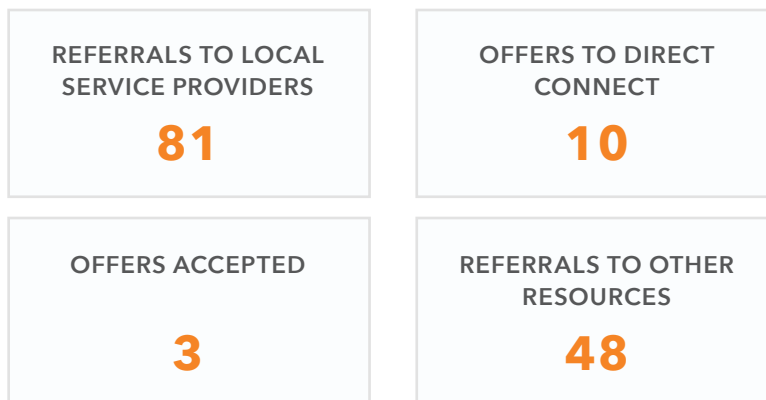 REFERRALS TO LOCAL
SERVICE PROVIDERS
81
OFFERS TO DIRECT
CONNECT
10
OFFERS ACCEPTED
3
REFERRALS TO OTHER
RESOURCES
48